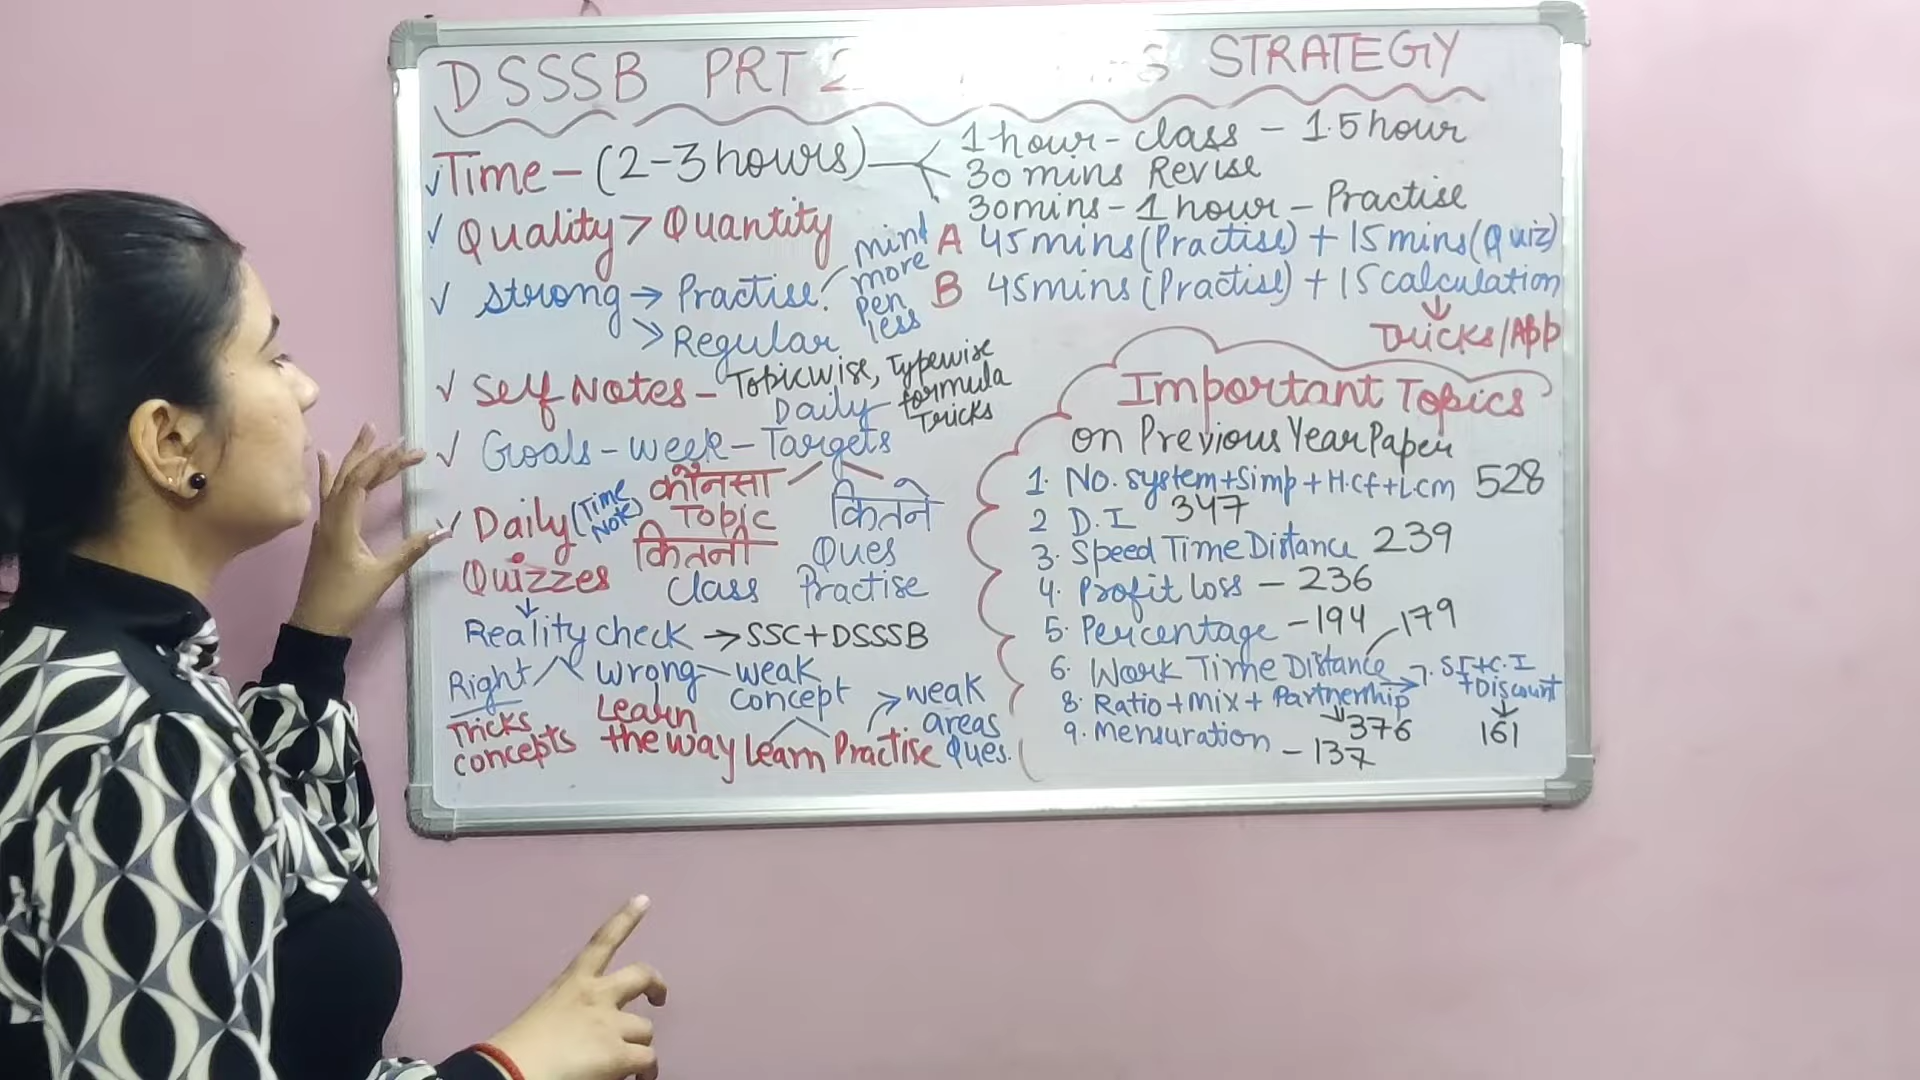 DSSSB PRT STRATEGY
✓Time – (2-3 hours)
1 hour - class - 1.5 hour
30 mins Revise
30mins - 1 hour - Practise
✓ Quality > Quantity
✓ strong → Practise
→ Regular
mind more pen less
A 45 mins (Practise) + 15 mins (Quiz)
B 45 mins (Practise) + 15 calculation
↓
Tricks/App
✓ Self Notes - Topicwise, Typewise
Daily - formula
Tricks
✓ Goals - week - Targets
कौनसा Topic
कितनी class
कितने Ques Practise
✓ Daily (Time Note)
Quizzes
↓
Reality check → SSC + DSSSB
Right
Tricks
concepts
wrong - weak concept
Learn the way
Learn Practise → weak areas Ques.
Important Topics
on Previous Year Paper
1. No. system + Simp + H.Cf + L.cm 528
2 D.I 347
3. Speed Time Distance 239
4. Profit loss - 236
5. Percentage - 194
6. Work Time Distance - 179
→ 7. S.I + C.I + Discount
↓
161
8. Ratio + mix + Partnership
↓ 376
9. Mensuration - 137